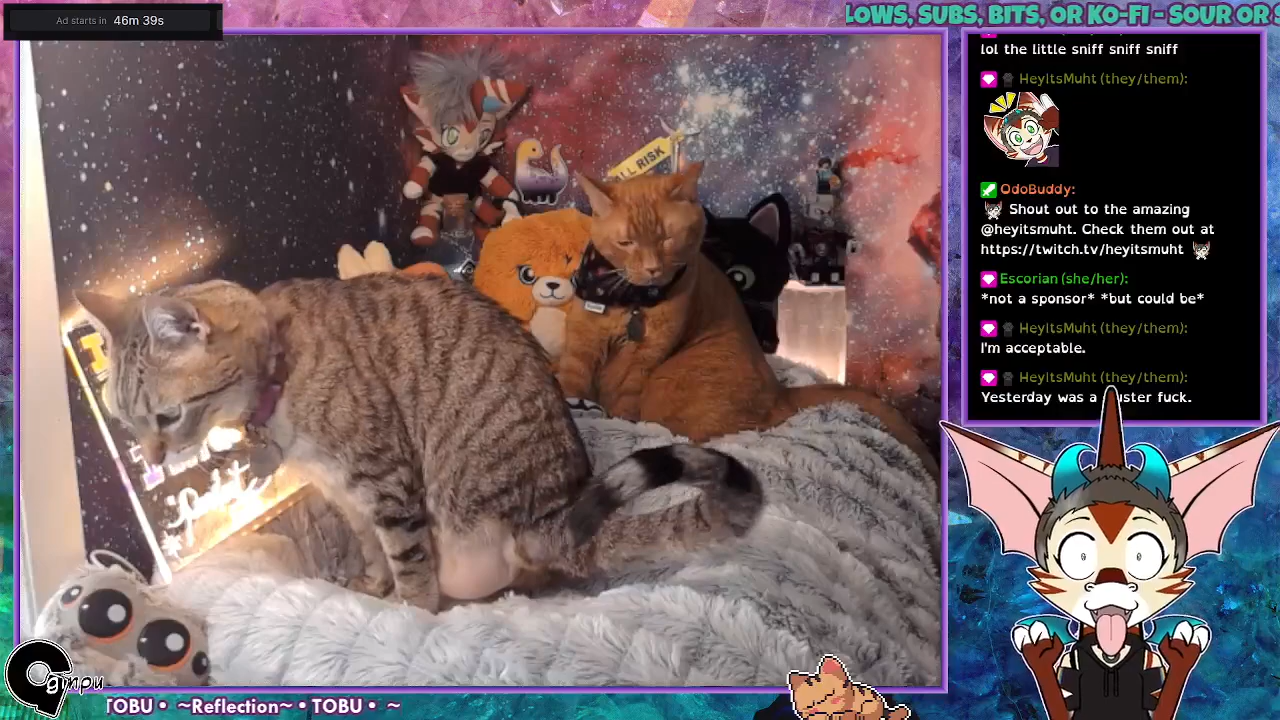 Ad starts in 46m 39s
LOWS, SUBS, BITS, OR KO-FI - SOUR OR
lol the little sniff sniff sniff
HeyItsMuht (they/them):
OdoBuddy:
Shout out to the amazing
@heyitsmuht. Check them out at
https://twitch.tv/heyitsmuht
Escorian (she/her):
*not a sponsor* *but could be*
HeyItsMuht (they/them):
I'm acceptable.
HeyItsMuht (they/them):
Yesterday was a uster fuck.
ALL RISK
ginpu
TOBU • ~Reflection~ • TOBU • ~